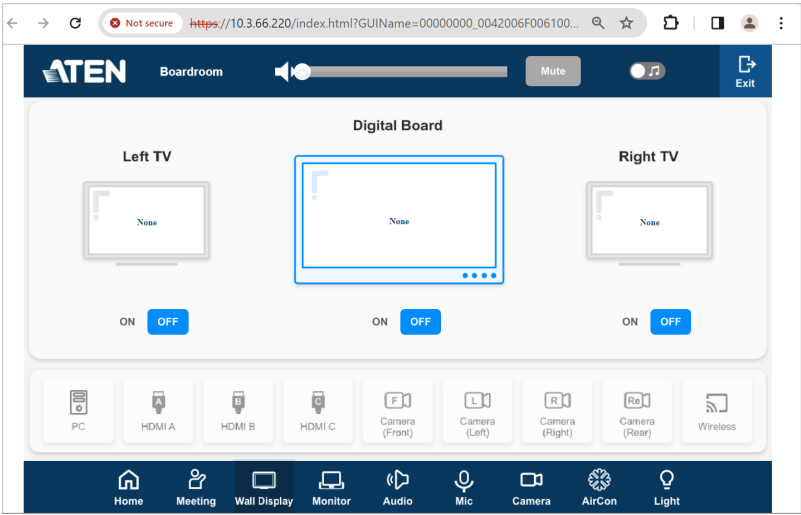 Not secure https://10.3.66.220/index.html?GUIName=00000000_0042006F006100...
ATEN Boardroom Mute Exit
Digital Board
Left TV Right TV
None None None
ON OFF ON OFF ON OFF
A B C F L R Re
PC HDMI A HDMI B HDMI C Camera (Front) Camera (Left) Camera (Right) Camera (Rear) Wireless
Home Meeting Wall Display Monitor Audio Mic Camera AirCon Light